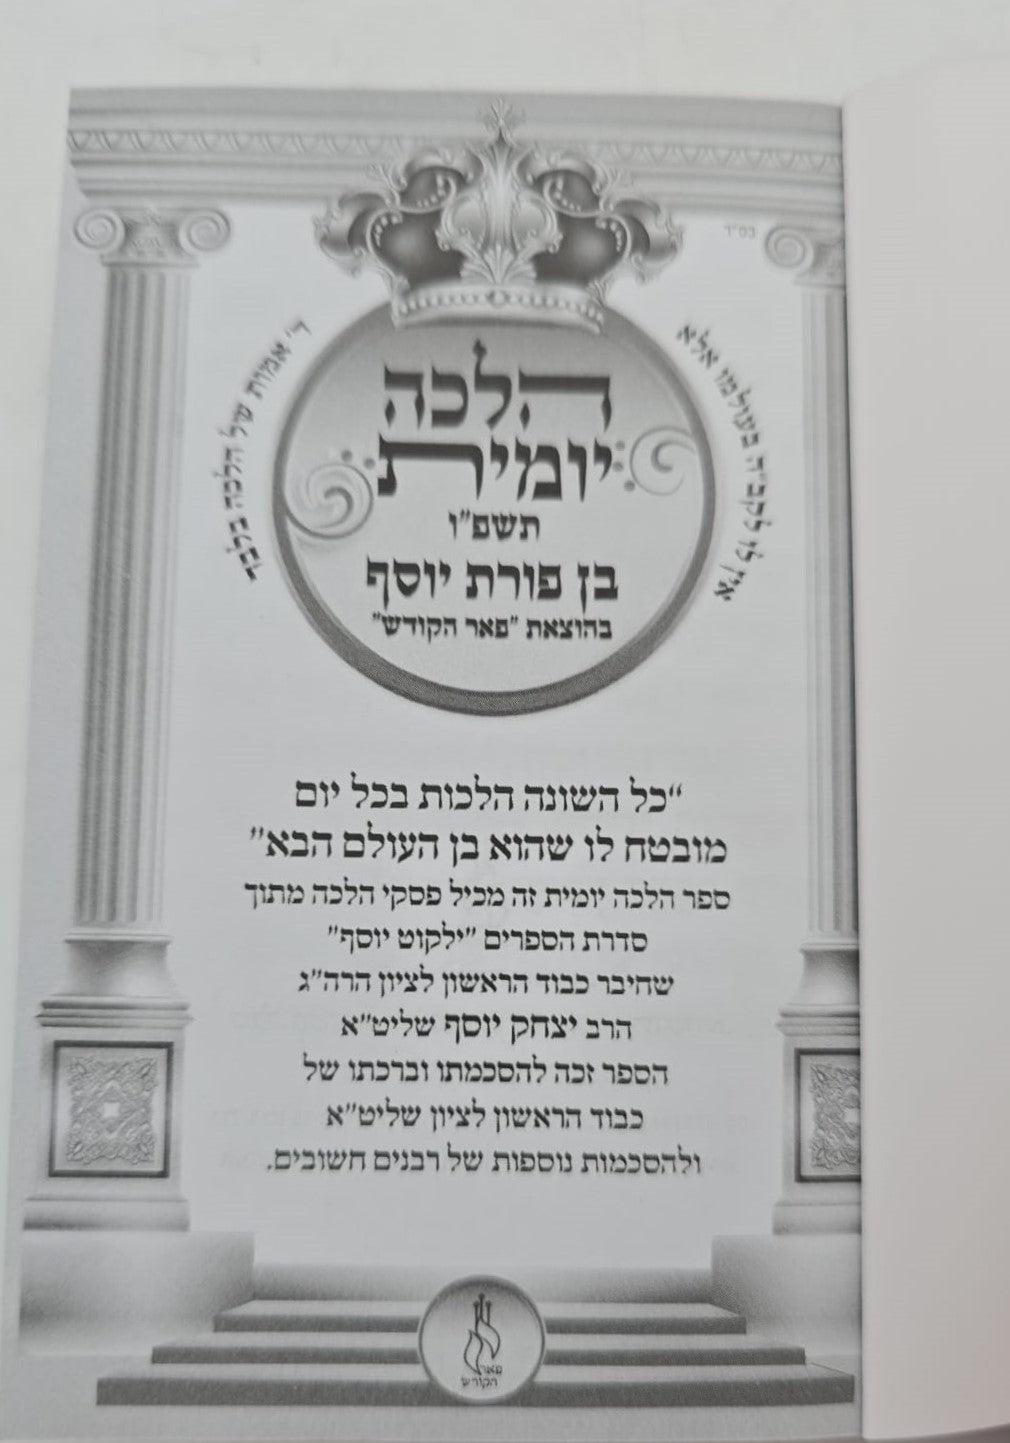 בס"ד
אין לו לקב"ה בעולמו אלא
ד' אמות של הלכה בלבד
הלכה
יומית
תשפ"ו
בן פורת יוסף
בהוצאת "פאר הקודש"
"כל השונה הלכות בכל יום
מובטח לו שהוא בן העולם הבא"
ספר הלכה יומית זה מכיל פסקי הלכה מתוך
סדרת הספרים "ילקוט יוסף"
שחיבר כבוד הראשון לציון הרה"ג
הרב יצחק יוסף שליט"א
הספר זכה להסכמתו וברכתו של
כבוד הראשון לציון שליט"א
ולהסכמות נוספות של רבנים חשובים.
פאר
הקודש